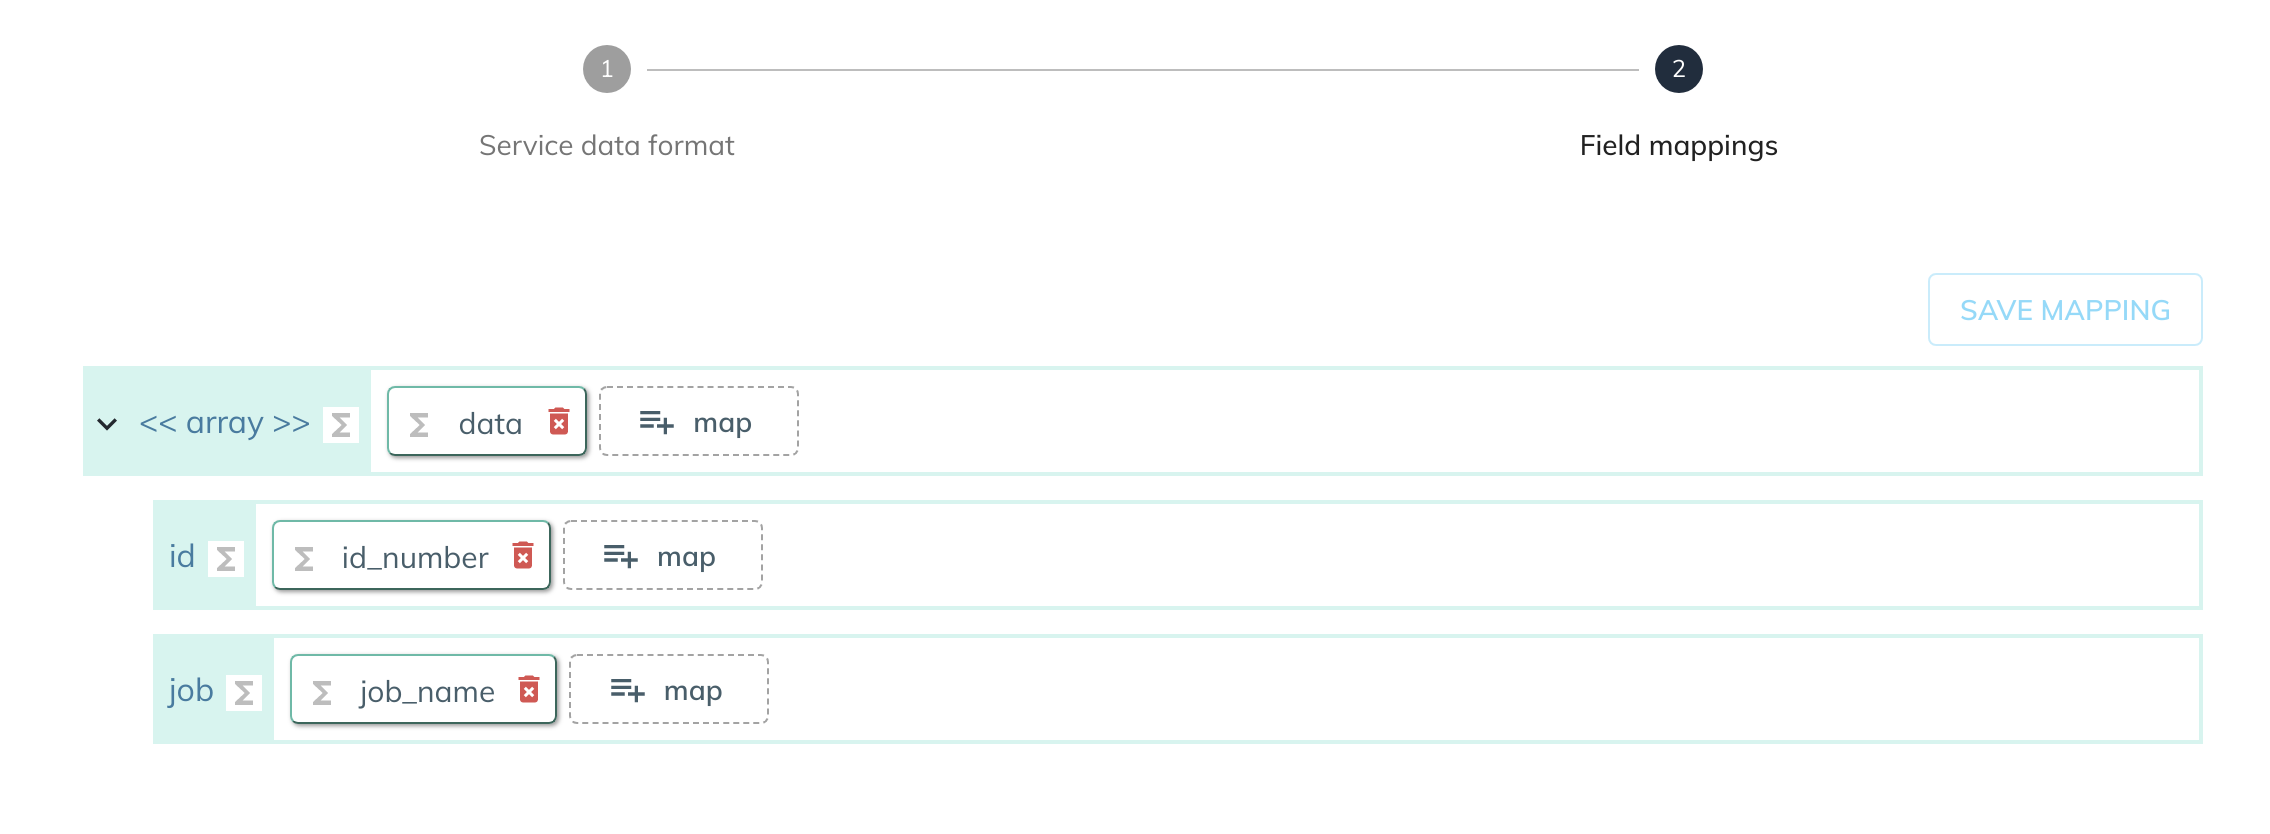 1
2
Service data format
Field mappings
SAVE MAPPING
<< array >> Σ Σ data map
id Σ Σ id_number map
job Σ Σ job_name map